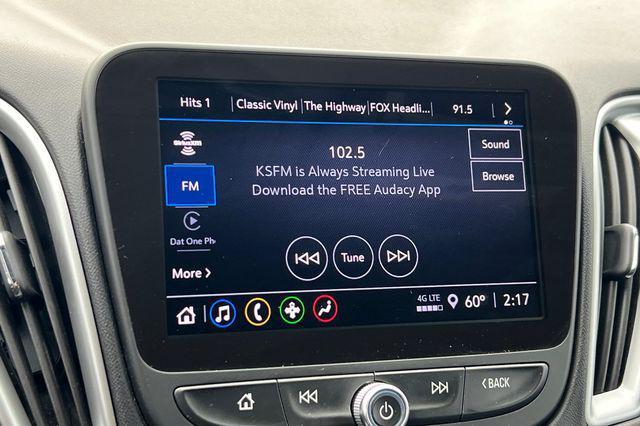 Hits 1 Classic Vinyl The Highway FOX Headli... 91.5
SiriusXM
102.5
Sound
KSFM is Always Streaming Live
FM
Browse
Download the FREE Audacy App
Dat One Ph
Tune
More
4G LTE 60° 2:17
BACK